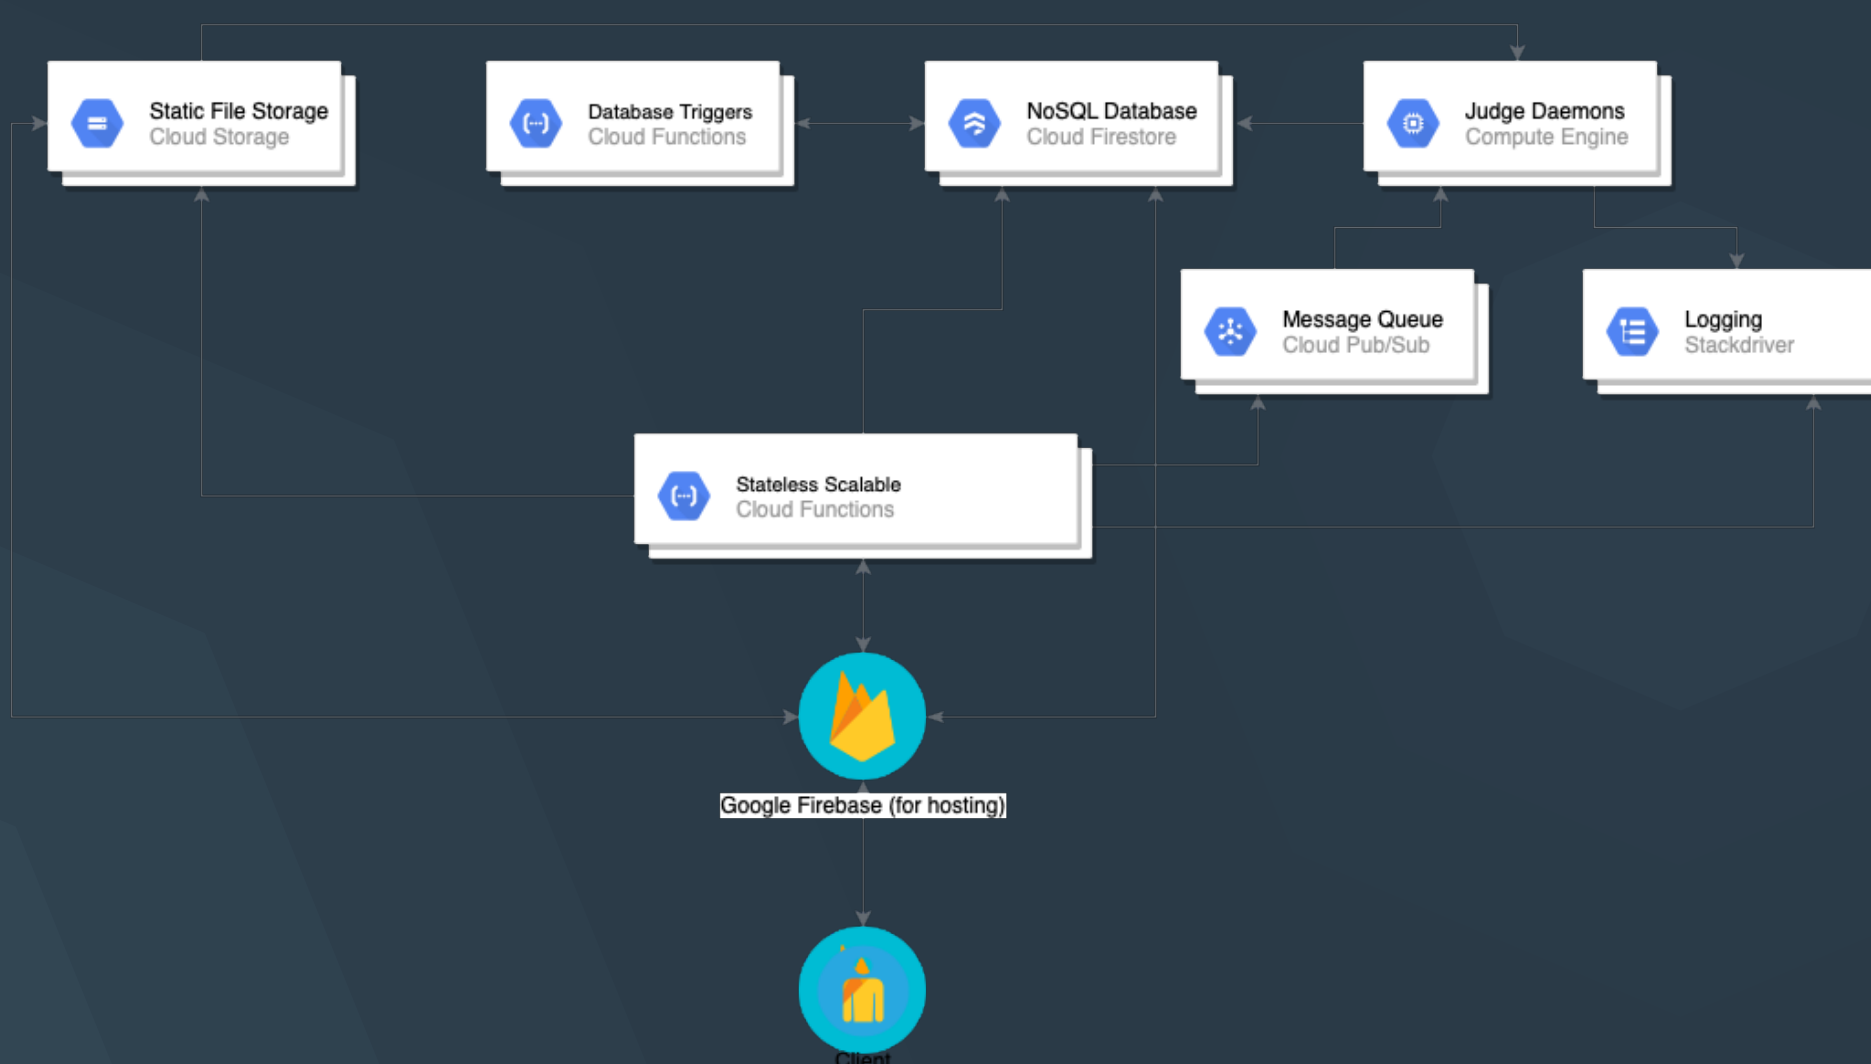 Static File Storage
Cloud Storage
Database Triggers
Cloud Functions
NoSQL Database
Cloud Firestore
Judge Daemons
Compute Engine
Message Queue
Cloud Pub/Sub
Logging
Stackdriver
Stateless Scalable
Cloud Functions
Google Firebase (for hosting)
Client